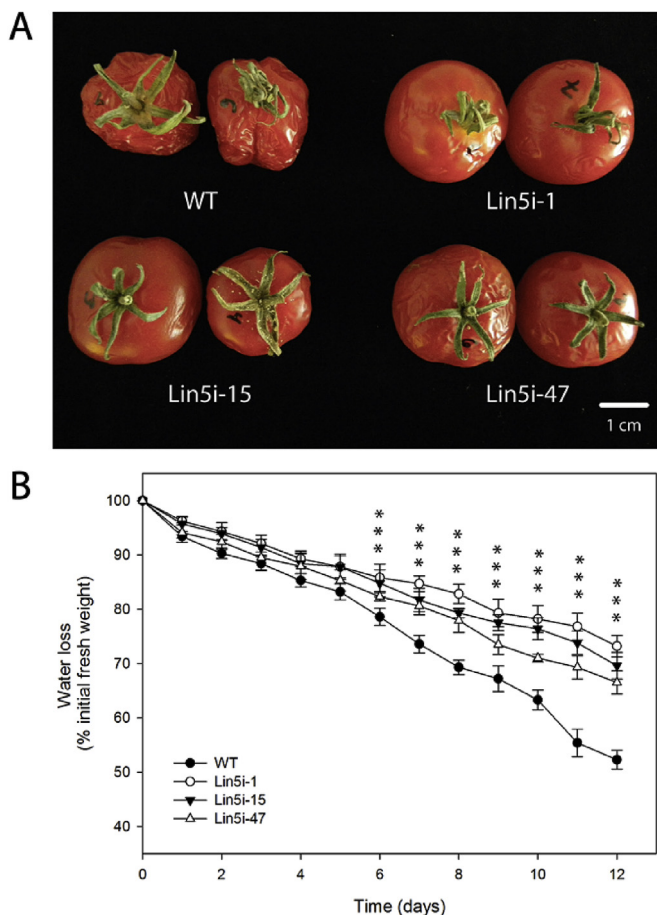 A
WT
Lin5i-1
Lin5i-15
Lin5i-47
1 cm
B
Water loss
(% initial fresh weight)
100
90
80
70
60
50
40
***
***
***
***
***
***
***
WT
Lin5i-1
Lin5i-15
Lin5i-47
0
2
4
6
8
10
12
Time (days)